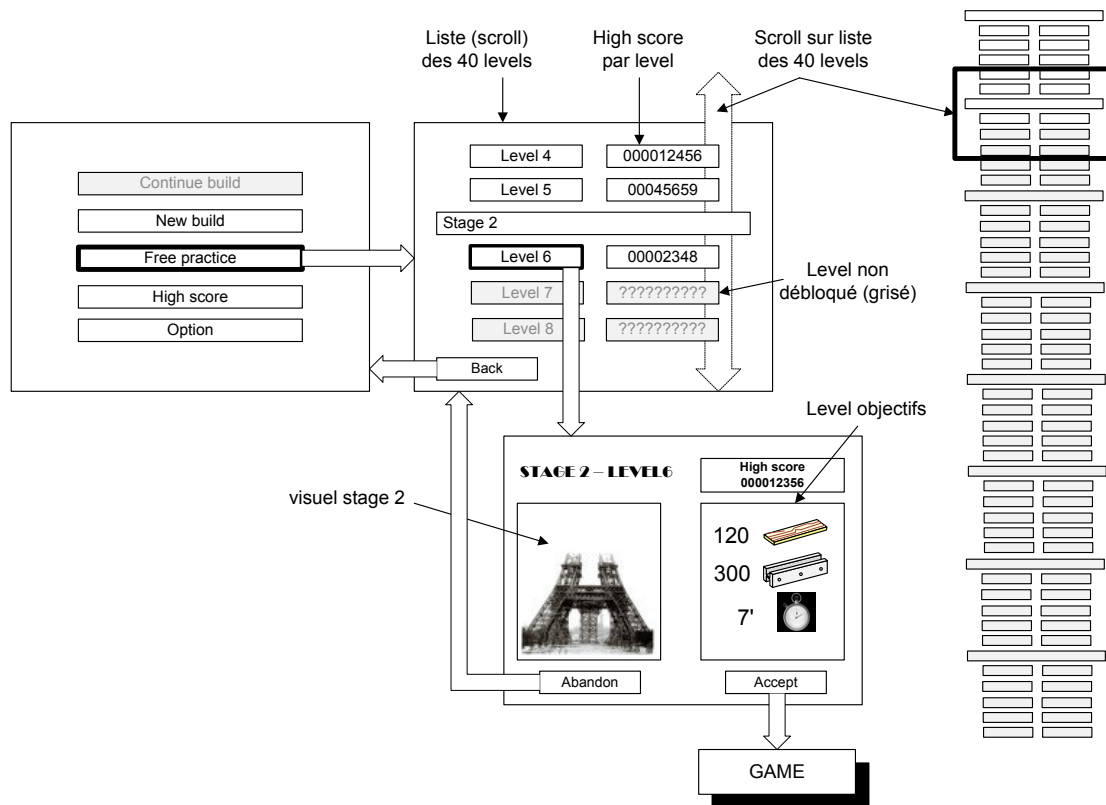 Liste (scroll)
des 40 levels
High score
par level
Scroll sur liste
des 40 levels
Continue build
New build
Free practice
High score
Option
Level 4
000012456
Level 5
00045659
Stage 2
Level 6
00002348
Level 7
??????????
Level 8
??????????
Back
Level non
débloqué (grisé)
Level objectifs
STAGE 2 – LEVEL6
High score
000012356
visuel stage 2
120
300
7'
Abandon
Accept
GAME